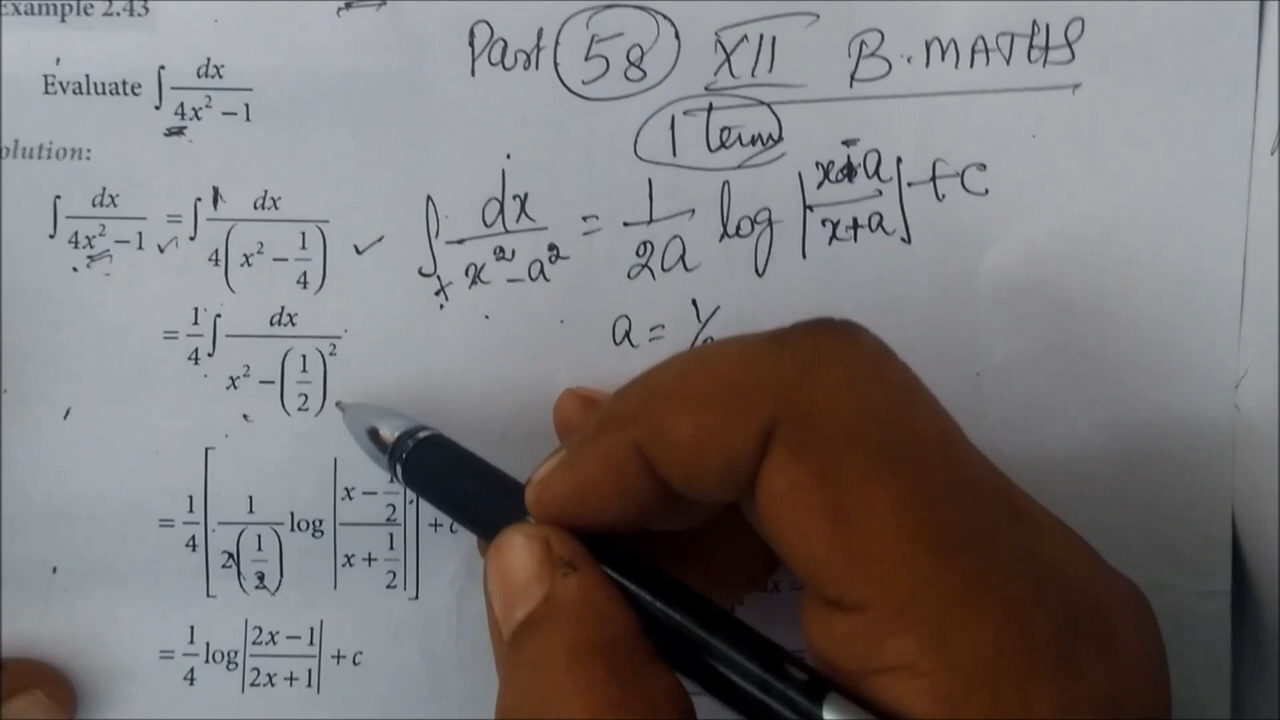 Example 2.43
Part 58 XII B.MATHS
Evaluate ∫ dx / (4x² − 1)
1 Term
olution:
∫ dx / (4x² − 1) = ∫ dx / 4(x² − 1/4)
∫ dx / (x² − a²) = 1/2a log |x − a / x + a| + c
= 1/4 ∫ dx / (x² − (1/2)²)
a = 1/
= 1/4 [1 / 2(1/2) log |x − 1/2 / x + 1/2|] + c
= 1/4 log |2x − 1 / 2x + 1| + c